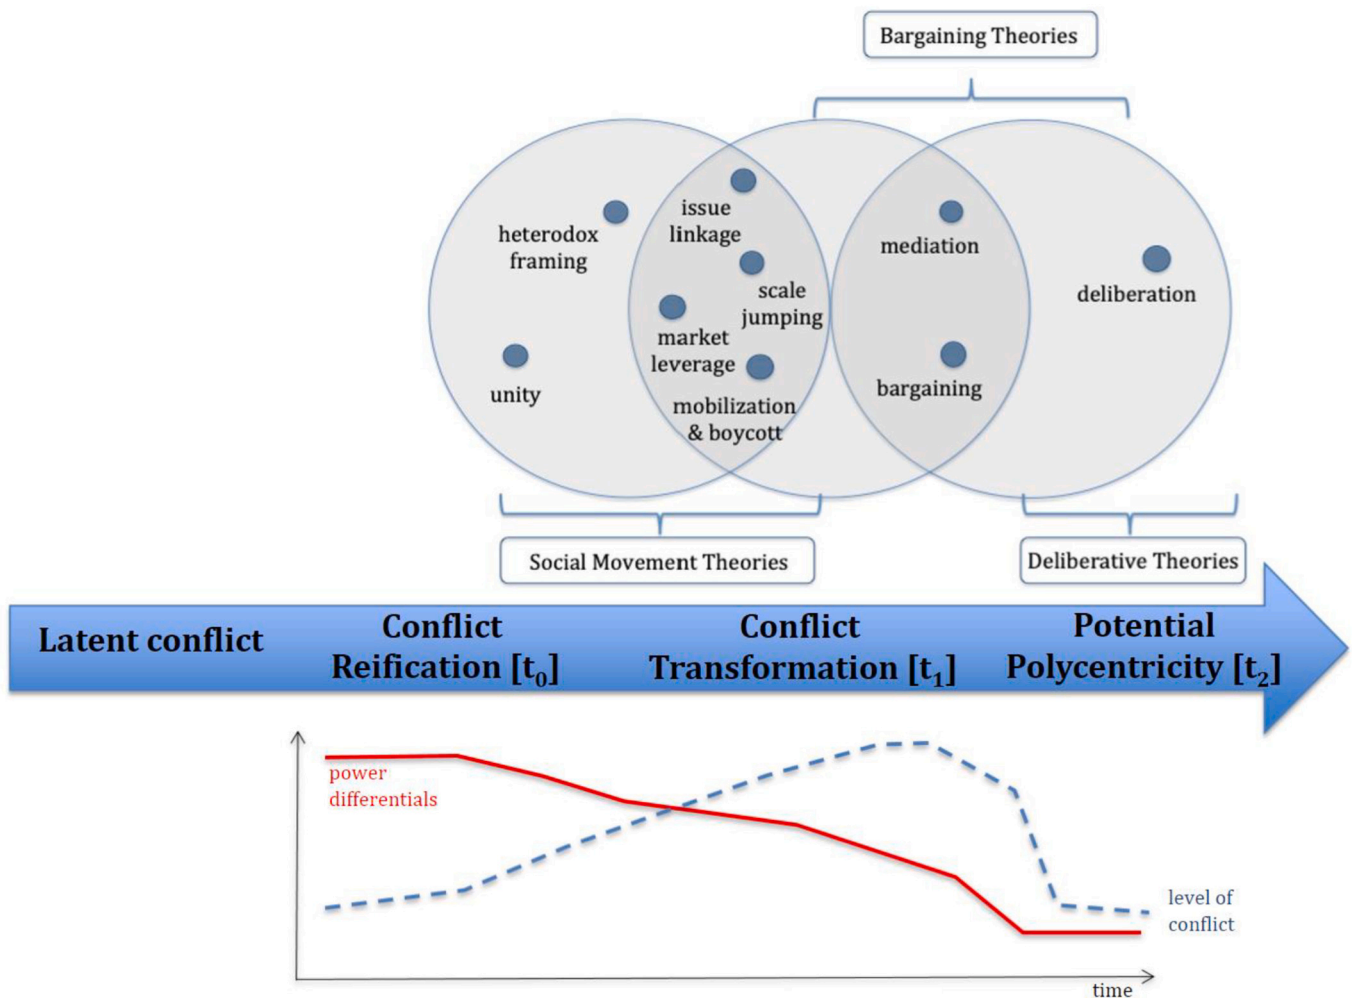 Bargaining Theories
heterodox
framing
unity
issue
linkage
scale
jumping
market
leverage
mobilization
& boycott
mediation
bargaining
deliberation
Social Movement Theories
Deliberative Theories
Latent conflict
Conflict
Reification [t0]
Conflict
Transformation [t1]
Potential
Polycentricity [t2]
power
differentials
level of
conflict
time